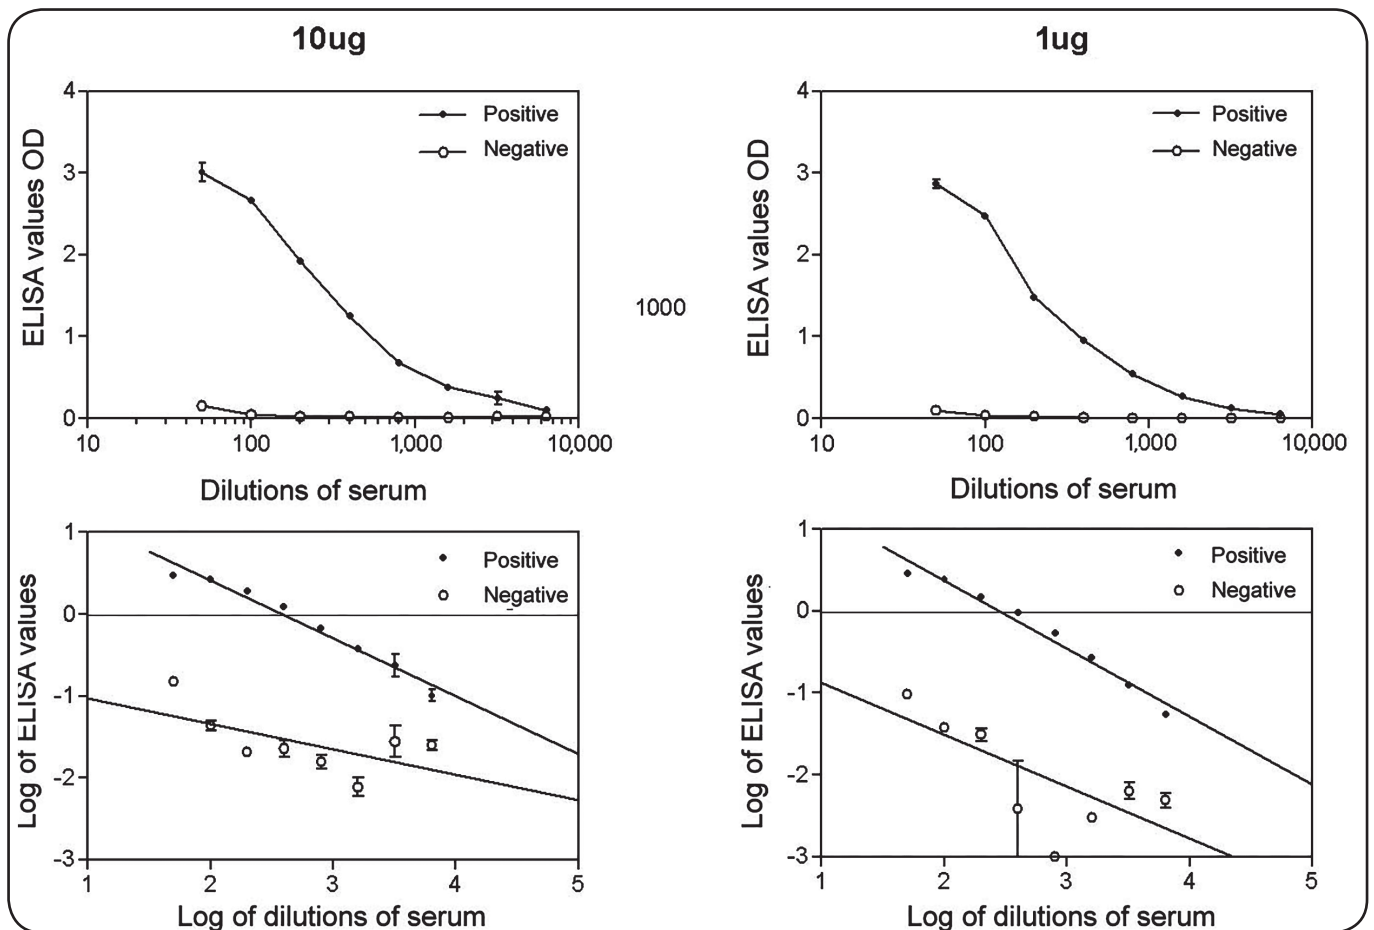 10ug
ELISA values OD
4
3
2
1
0
Positive
Negative
10
100
1,000
10,000
Dilutions of serum
1000
1ug
ELISA values OD
4
3
2
1
0
Positive
Negative
10
100
1,000
10,000
Dilutions of serum
Log of ELISA values
1
0
-1
-2
-3
Positive
Negative
1
2
3
4
5
Log of dilutions of serum
Log of ELISA values
1
0
-1
-2
-3
Positive
Negative
1
2
3
4
5
Log of dilutions of serum